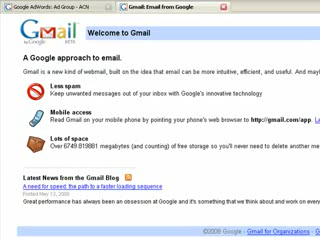 Google AdWords: Ad Group - ACN
Gmail: Email from Google
Gmail
by Google
BETA
Welcome to Gmail
A Google approach to email.
Gmail is a new kind of webmail, built on the idea that email can be more intuitive, efficient, and useful. And may
Less spam
Keep unwanted messages out of your inbox with Google's innovative technology
Mobile access
Read Gmail on your mobile phone by pointing your phone's web browser to http://gmail.com/app.
Lots of space
Over 6749.819881 megabytes (and counting) of free storage so you'll never need to delete another me
Latest News from the Gmail Blog
A need for speed: the path to a faster loading sequence
Posted May 13, 2008
Great performance has always been an obsession at Google and it's something that we think about and work on every
©2008 Google - Gmail for Organizations -